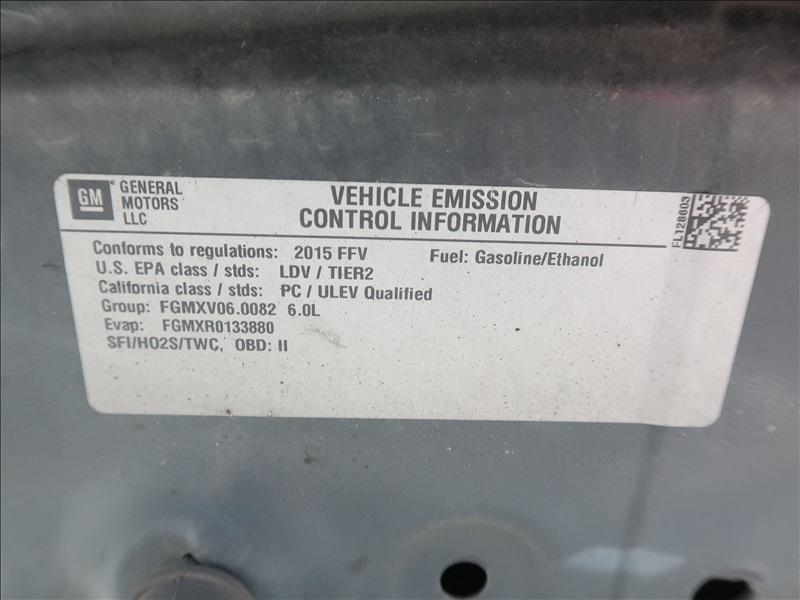 GM
GENERAL
MOTORS
LLC
VEHICLE EMISSION
CONTROL INFORMATION
FL128603
Conforms to regulations: 2015 FFV Fuel: Gasoline/Ethanol
U.S. EPA class / stds: LDV / TIER2
California class / stds: PC / ULEV Qualified
Group: FGMXV06.0082 6.0L
Evap: FGMXR0133880
SFI/HO2S/TWC, OBD: II